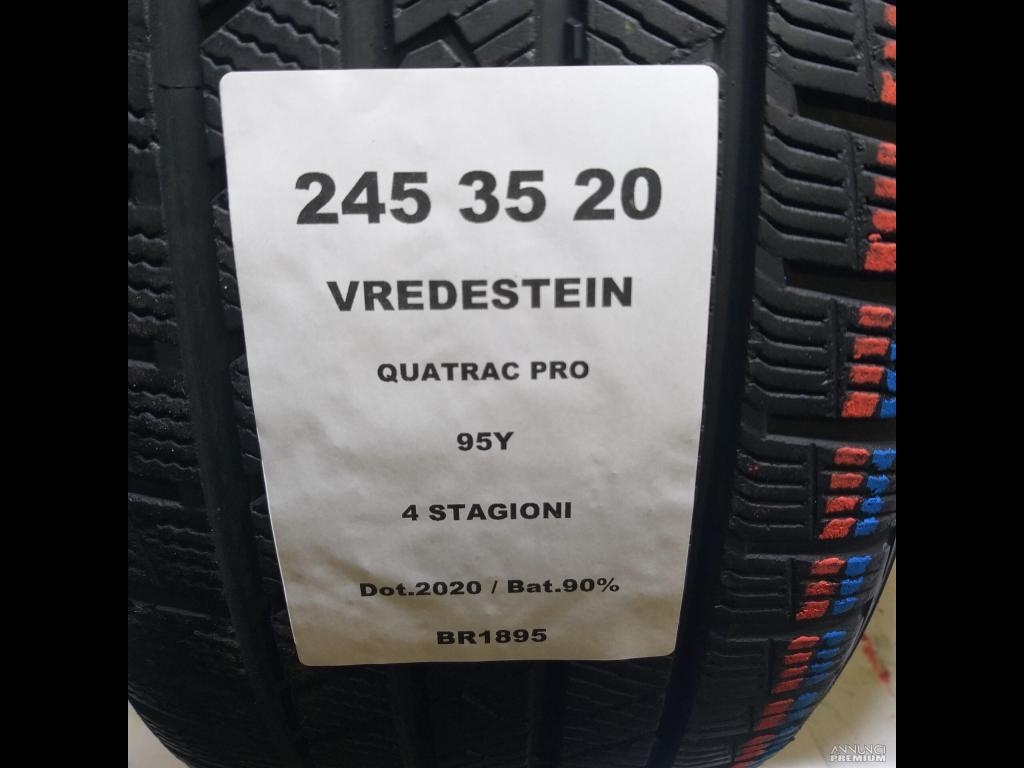 245 35 20
VREDESTEIN
QUATRAC PRO
95Y
4 STAGIONI
Dot.2020 / Bat.90%
BR1895
ANNUNCI
PREMIUM